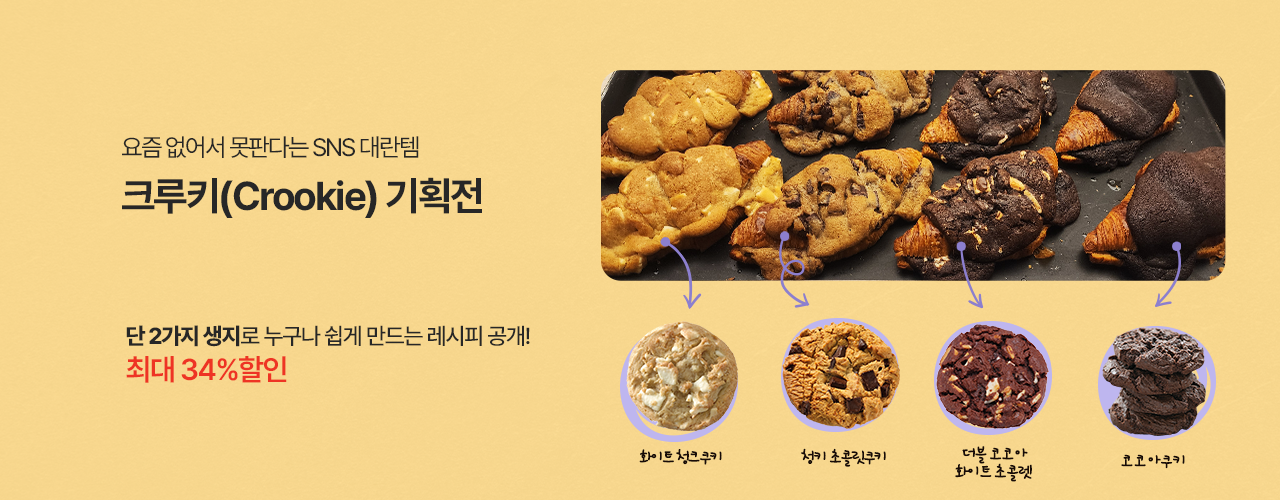 요즘 없어서 못판다는 SNS 대란템
크루키(Crookie) 기획전
단 2가지 생지로 누구나 쉽게 만드는 레시피 공개!
최대 34%할인
화이트청크쿠키
청키 초콜릿쿠키
더블 코코아
화이트 초콜렛
코코아쿠키